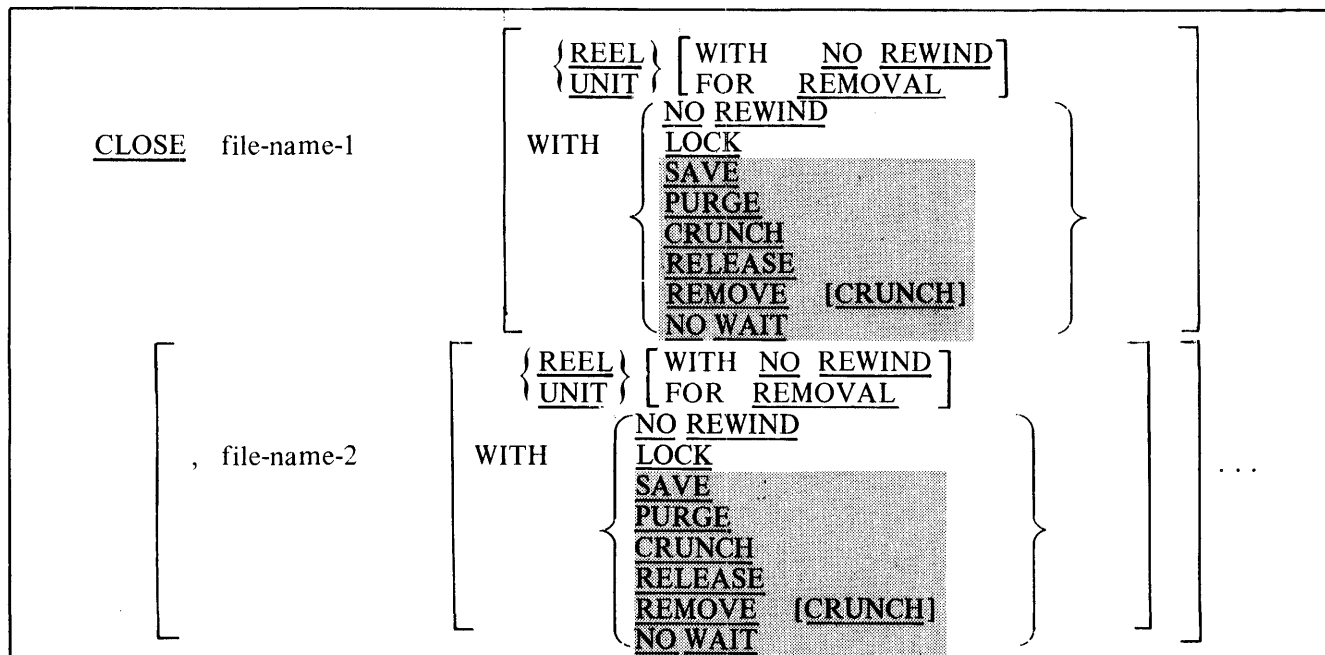 {REEL} [WITH NO REWIND]
{UNIT} [FOR REMOVAL]
NO REWIND
CLOSE file-name-1 WITH LOCK
SAVE
PURGE
CRUNCH
RELEASE
REMOVE [CRUNCH]
NO WAIT
{REEL} [WITH NO REWIND]
{UNIT} [FOR REMOVAL]
NO REWIND
, file-name-2 WITH LOCK ...
SAVE
PURGE
CRUNCH
RELEASE
REMOVE [CRUNCH]
NO WAIT